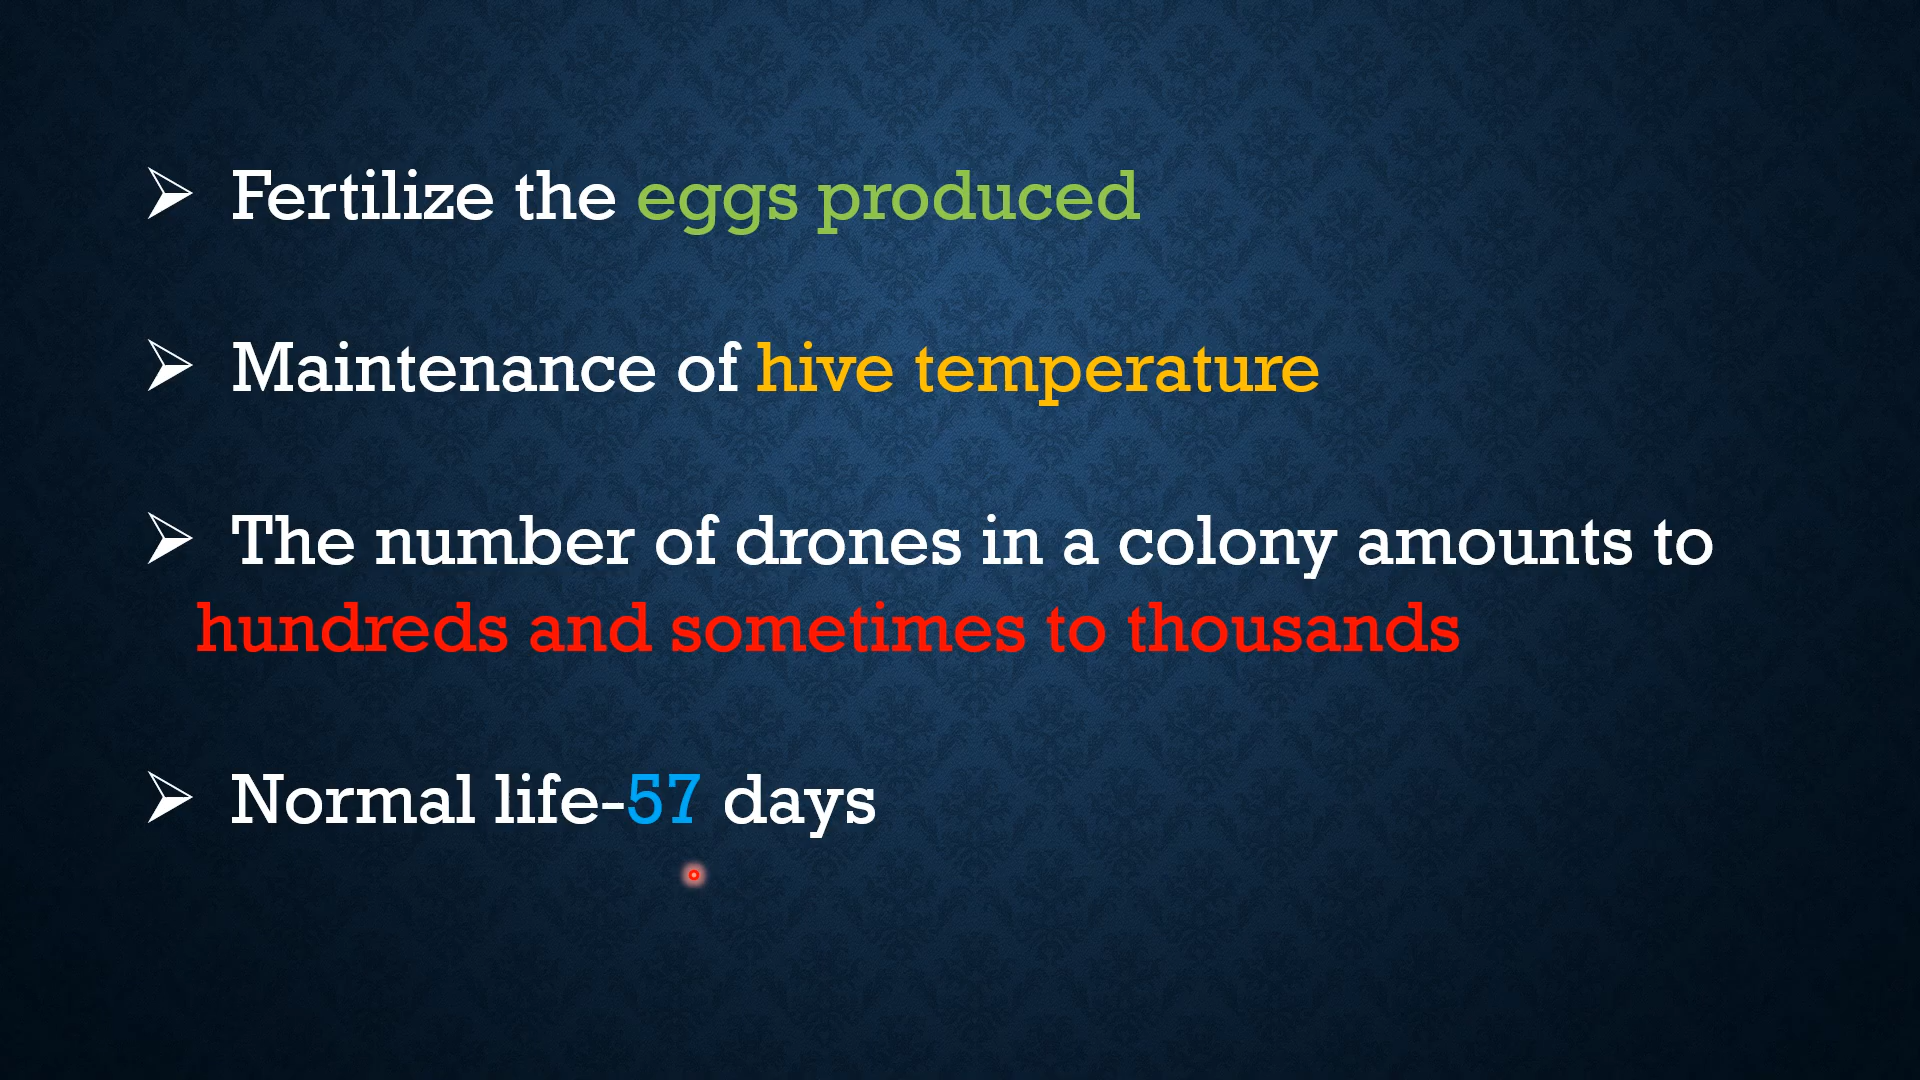 ➢ Fertilize the eggs produced
➢ Maintenance of hive temperature
➢ The number of drones in a colony amounts to
hundreds and sometimes to thousands
➢ Normal life-57 days